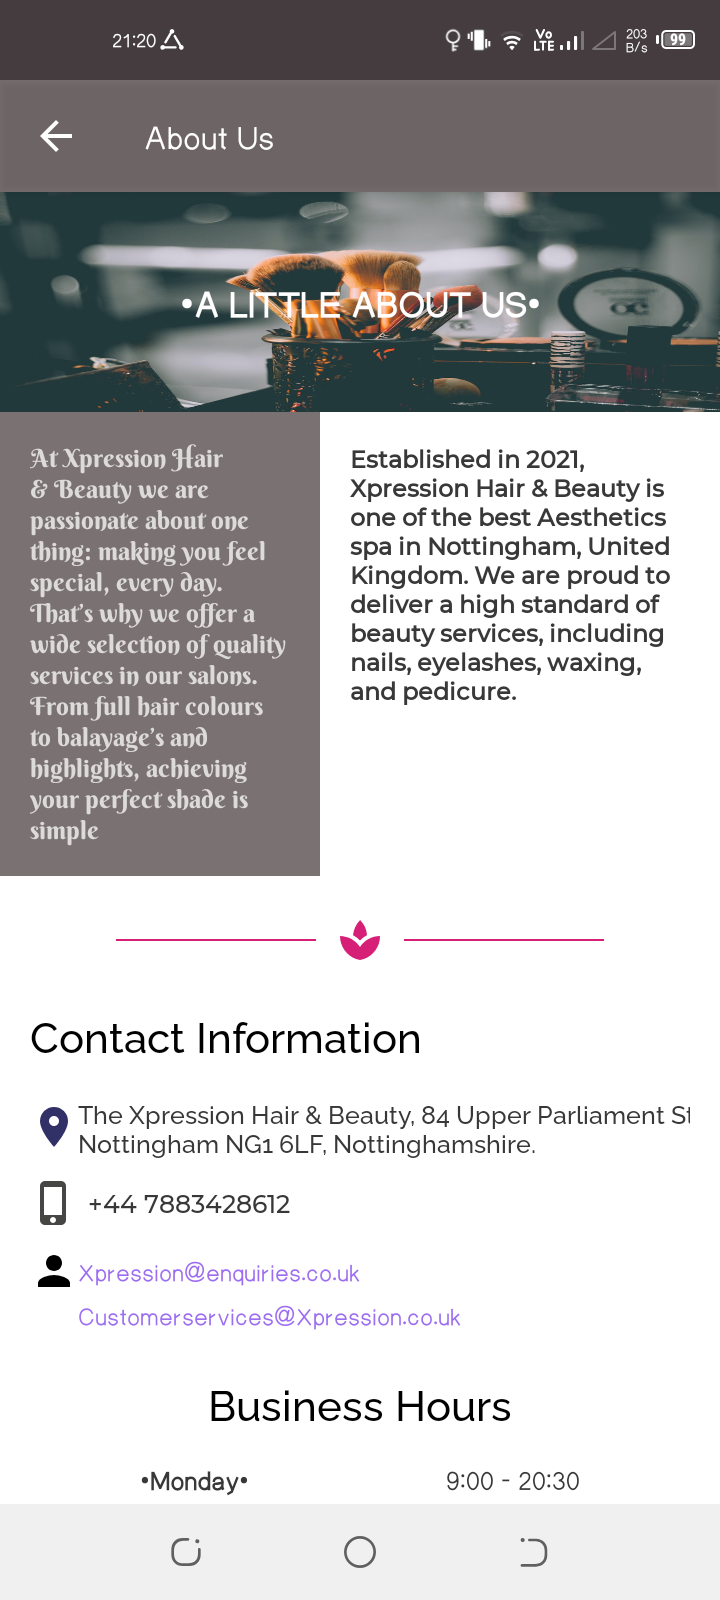 21:20
Vo
LTE
203
B/s
99
About Us
•A LITTLE ABOUT US•
At Xpression Hair
& Beauty we are
passionate about one
thing: making you feel
special, every day.
That's why we offer a
wide selection of quality
services in our salons.
From full hair colours
to balayage's and
highlights, achieving
your perfect shade is
simple
Established in 2021,
Xpression Hair & Beauty is
one of the best Aesthetics
spa in Nottingham, United
Kingdom. We are proud to
deliver a high standard of
beauty services, including
nails, eyelashes, waxing,
and pedicure.
Contact Information
The Xpression Hair & Beauty, 84 Upper Parliament St
Nottingham NG1 6LF, Nottinghamshire.
+44 7883428612
Xpression@enquiries.co.uk
Customerservices@Xpression.co.uk
Business Hours
•Monday•
9:00 - 20:30